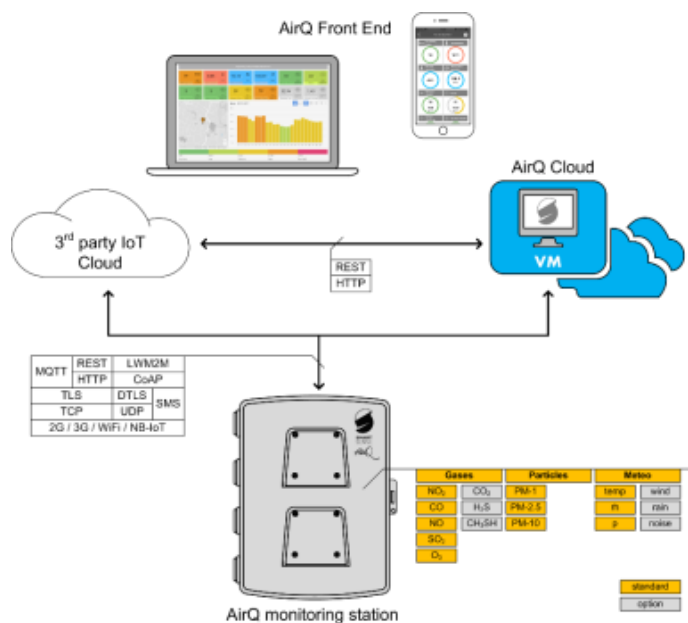 AirQ Front End
AirQ Cloud
3rd party IoT
Cloud
VM
REST
HTTP
MQTT REST LWM2M
HTTP CoAP
TLS DTLS SMS
TCP UDP
2G / 3G / WiFi / NB-IoT
AirQ
Gases Particles Meteo
NO₂ CO₂ PM-1 temp wind
CO H₂S PM-2.5 rh rain
NO CH₃SH PM-10 p noise
SO₂
O₃
standard
option
AirQ monitoring station